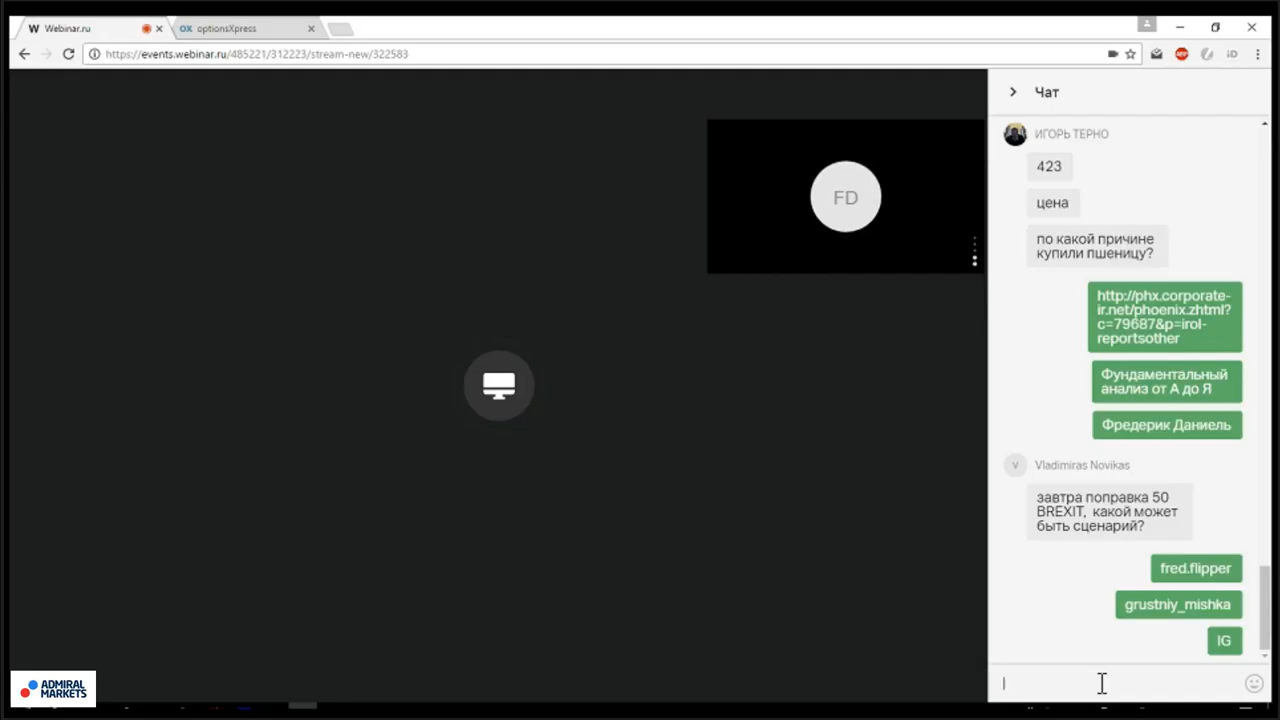 Webinar.ru
optionsXpress
https://events.webinar.ru/485221/312223/stream-new/322583
Чат
FD
ИГОРЬ ТЕРНО
423
цена
по какой причине
купили пшеницу?
http://phx.corporate-
ir.net/phoenix.zhtml?
c=79687&p=irol-
reportsother
Фундаментальный
анализ от А до Я
Фредерик Даниель
V
Vladimiras Novikas
завтра поправка 50
BREXIT, какой может
быть сценарий?
fred.flipper
grustniy_mishka
IG
ADMIRAL
MARKETS